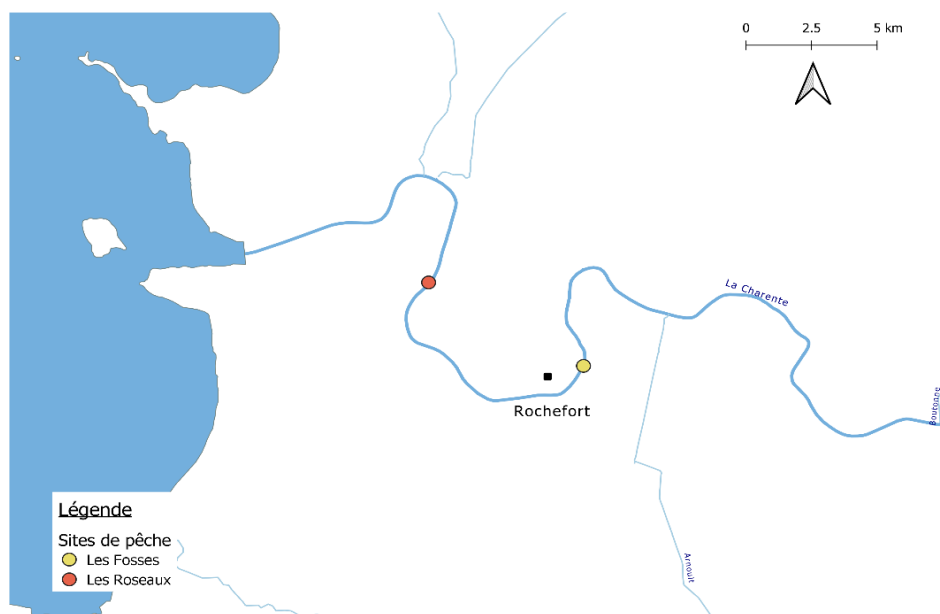 0 2.5 5 km
La Charente
Boutonne
Rochefort
Arnoult
Légende
Sites de pêche
Les Fosses
Les Roseaux